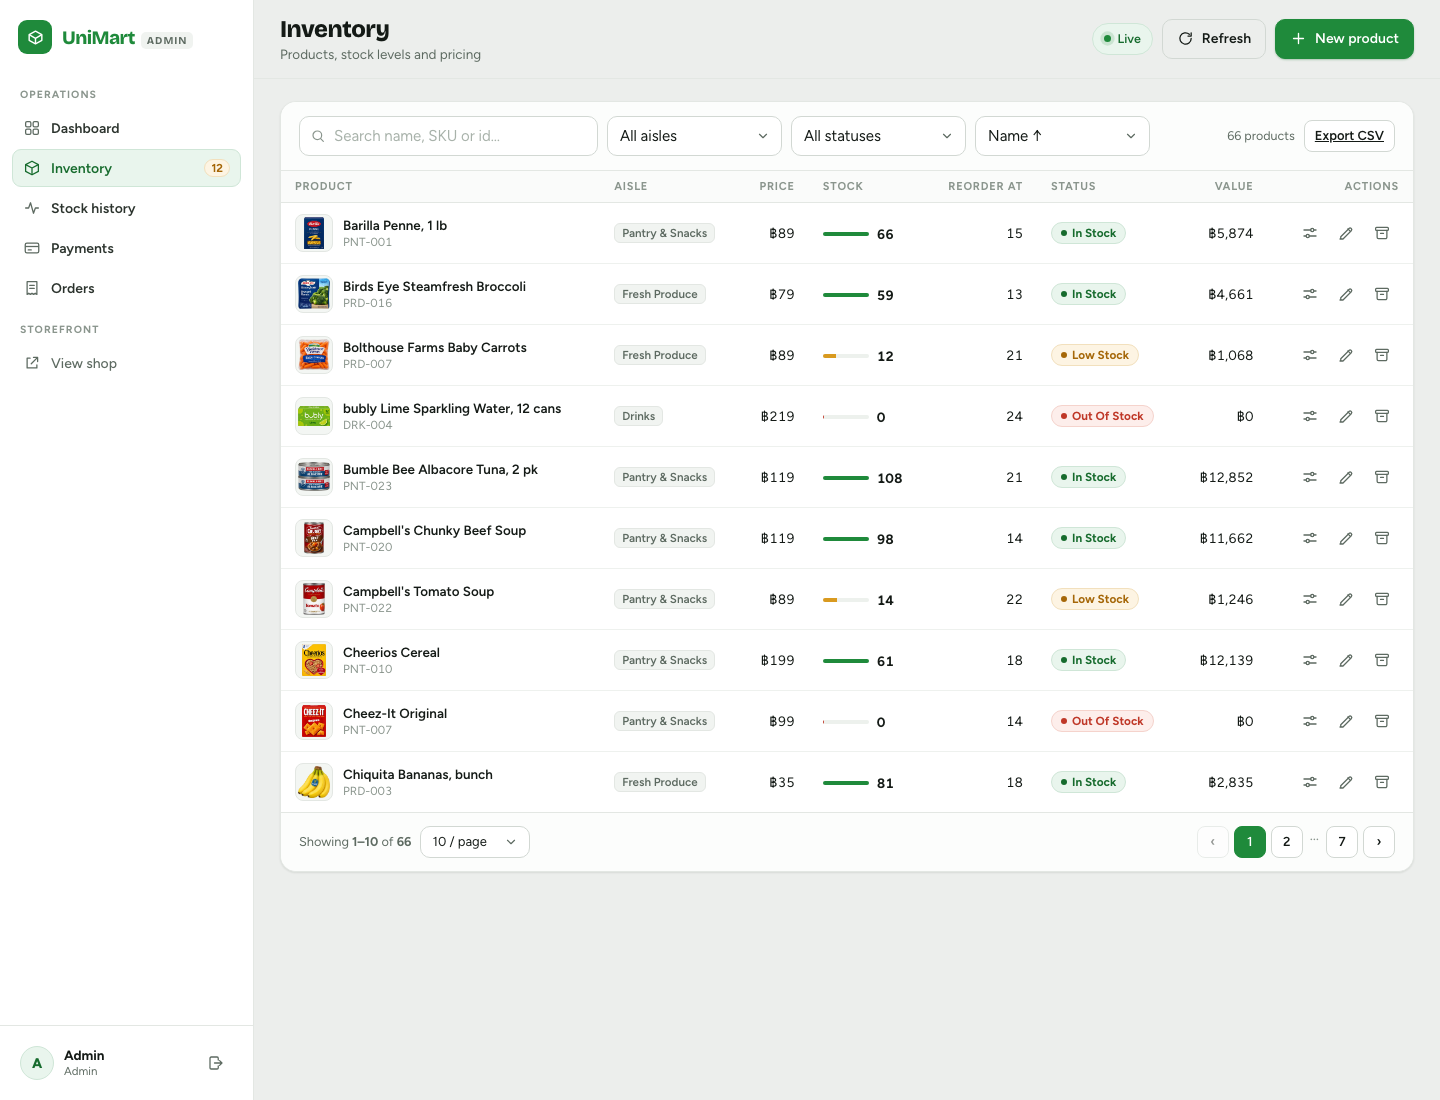 UniMart ADMIN
OPERATIONS
Dashboard
Inventory 12
Stock history
Payments
Orders
STOREFRONT
View shop
A
Admin
Admin
Inventory
Products, stock levels and pricing
Live
Refresh
New product
Search name, SKU or id...
All aisles
All statuses
Name ↑
66 products
Export CSV
PRODUCT AISLE PRICE STOCK REORDER AT STATUS VALUE ACTIONS
Barilla Penne, 1 lb
PNT-001
Pantry & Snacks ฿89 66 15 In Stock ฿5,874
Birds Eye Steamfresh Broccoli
PRD-016
Fresh Produce ฿79 59 13 In Stock ฿4,661
Bolthouse Farms Baby Carrots
PRD-007
Fresh Produce ฿89 12 21 Low Stock ฿1,068
bubly
bubly Lime Sparkling Water, 12 cans
DRK-004
Drinks ฿219 0 24 Out Of Stock ฿0
Bumble Bee Albacore Tuna, 2 pk
PNT-023
Pantry & Snacks ฿119 108 21 In Stock ฿12,852
Campbell's Chunky Beef Soup
PNT-020
Pantry & Snacks ฿119 98 14 In Stock ฿11,662
Campbell's Tomato Soup
PNT-022
Pantry & Snacks ฿89 14 22 Low Stock ฿1,246
Cheerios
Cheerios Cereal
PNT-010
Pantry & Snacks ฿199 61 18 In Stock ฿12,139
CHEEZ-IT
Cheez-It Original
PNT-007
Pantry & Snacks ฿99 0 14 Out Of Stock ฿0
Chiquita Bananas, bunch
PRD-003
Fresh Produce ฿35 81 18 In Stock ฿2,835
Showing 1–10 of 66
10 / page
‹ 1 2 ... 7 ›